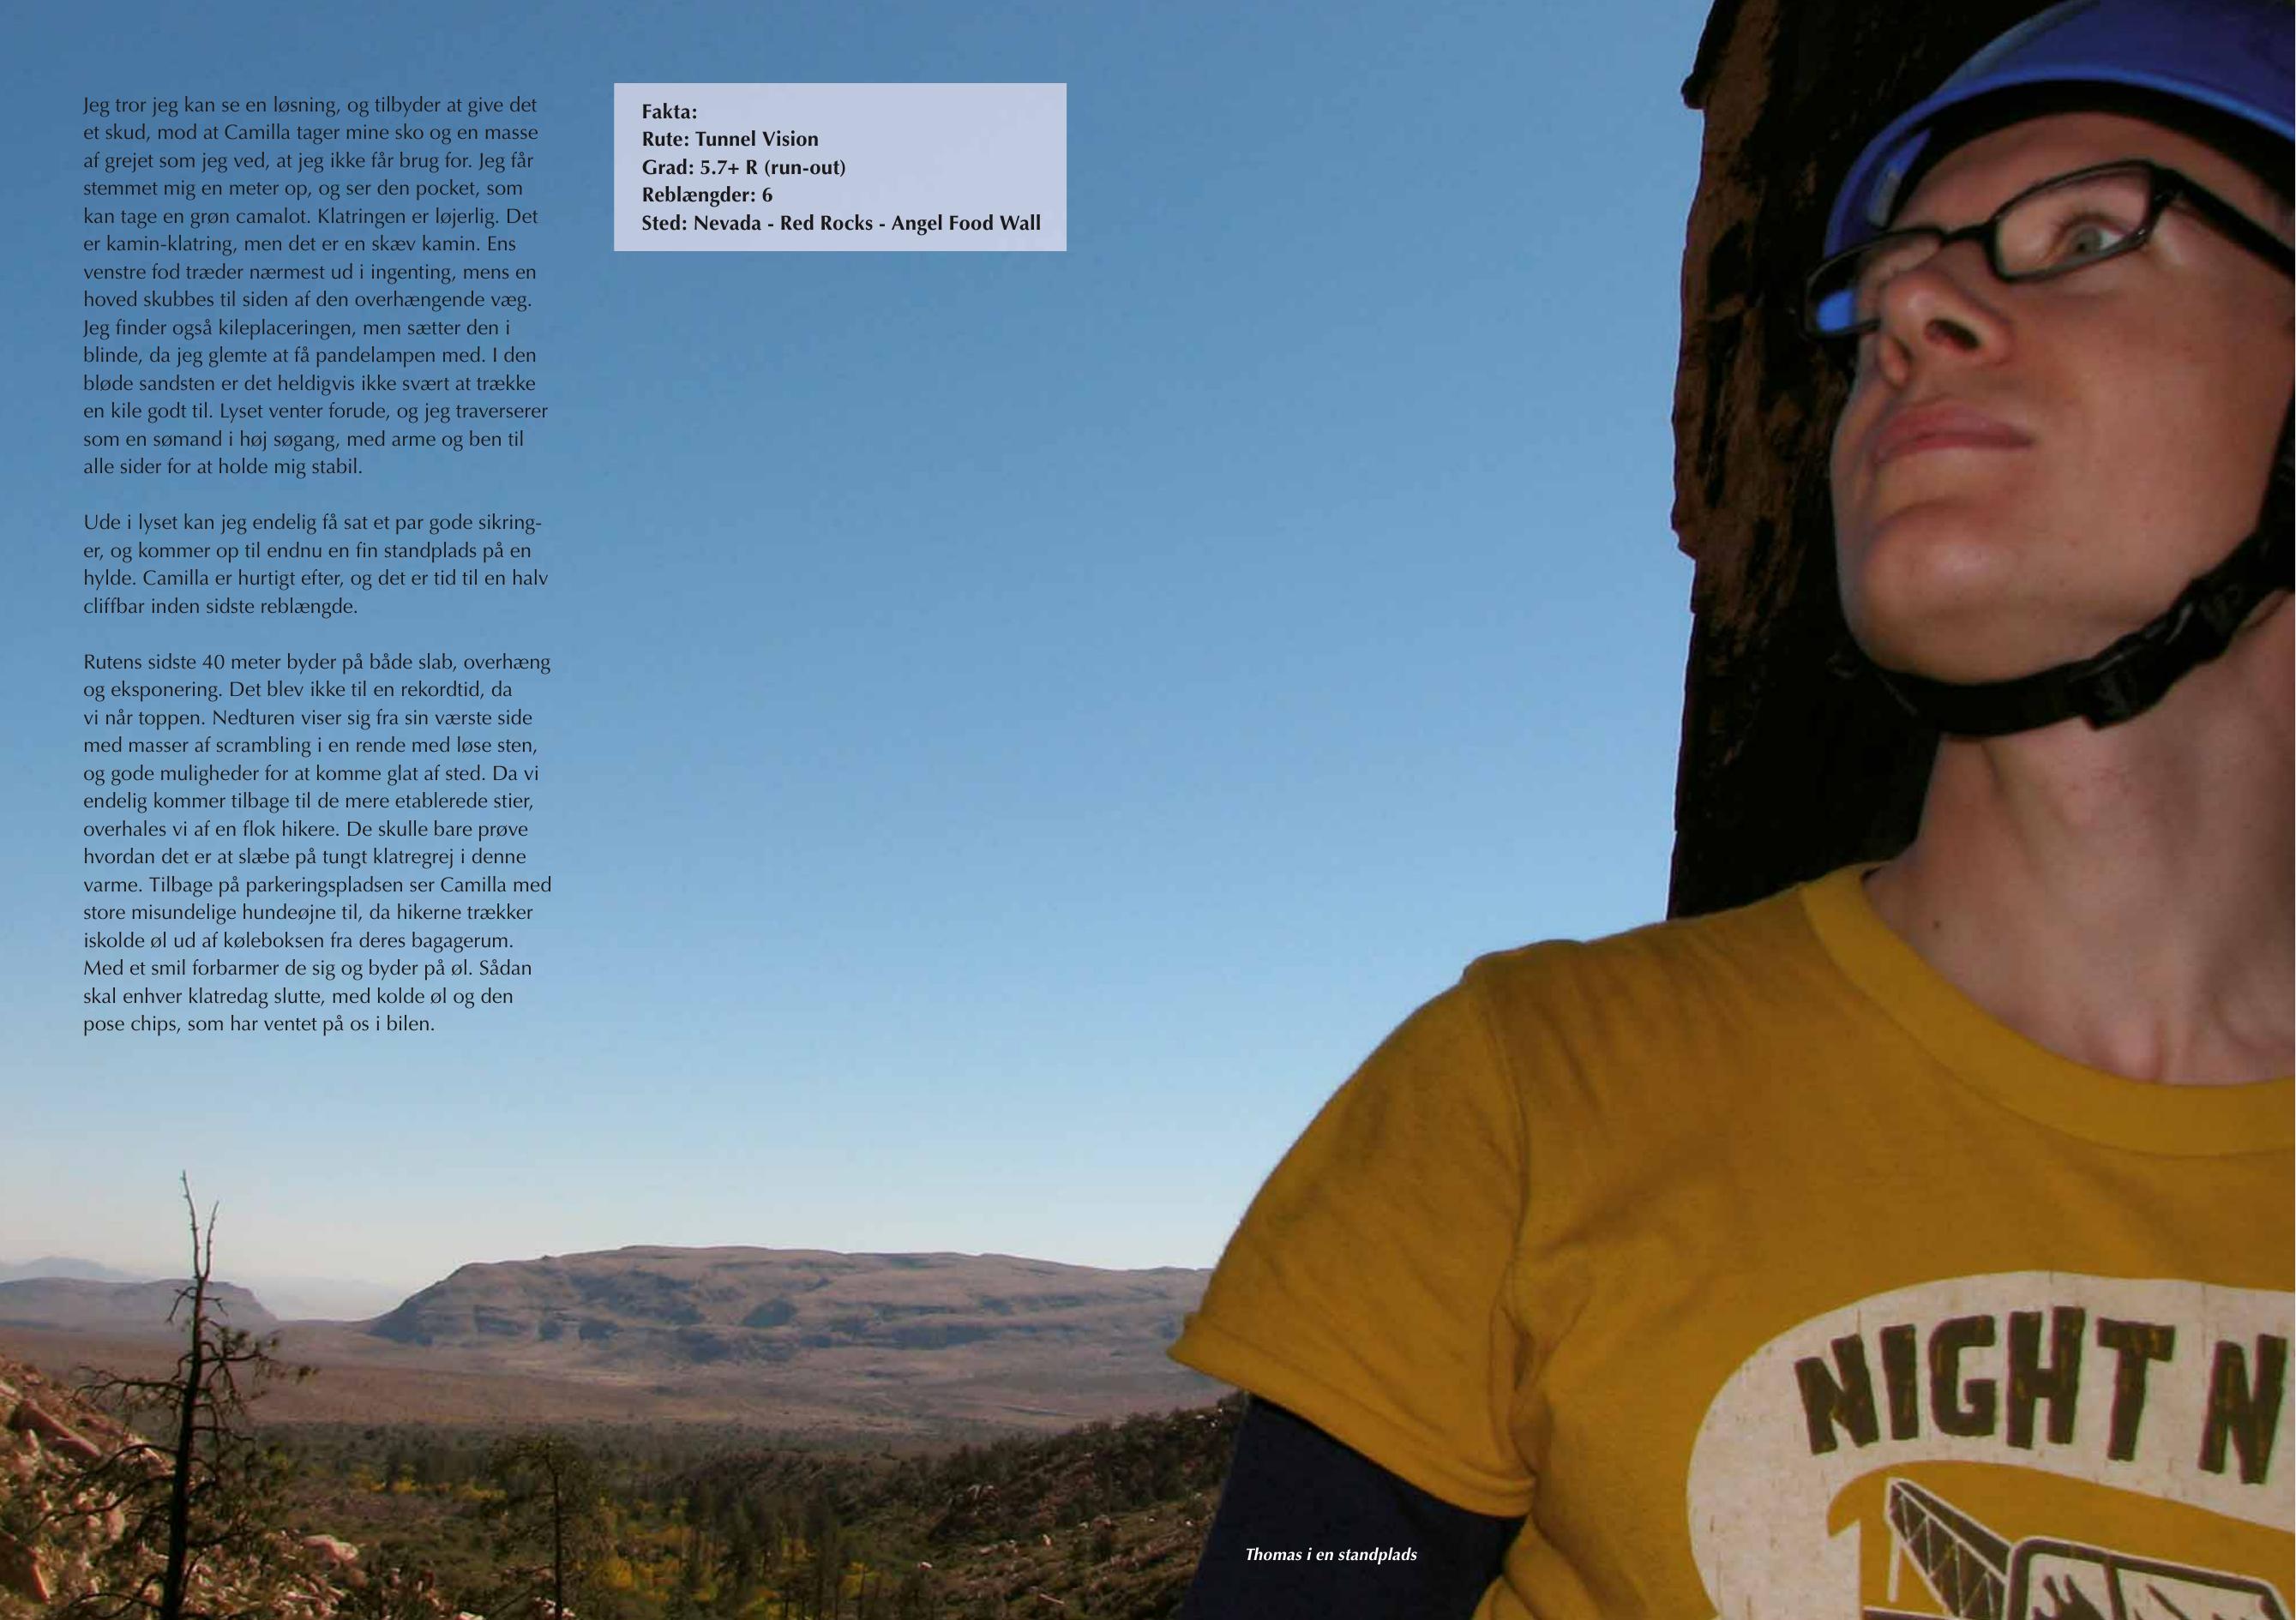 Jeg tror jeg kan se en løsning, og tilbyder at give det
et skud, mod at Camilla tager mine sko og en masse
af grejet som jeg ved, at jeg ikke får brug for. Jeg får
stemmet mig en meter op, og ser den pocket, som
kan tage en grøn camalot. Klatringen er løjerlig. Det
er kamin-klatring, men det er en skæv kamin. Ens
venstre fod træder nærmest ud i ingenting, mens en
hoved skubbes til siden af den overhængende væg.
Jeg finder også kileplaceringen, men sætter den i
blinde, da jeg glemte at få pandelampen med. I den
bløde sandsten er det heldigvis ikke svært at trække
en kile godt til. Lyset venter forude, og jeg traverserer
som en sømand i høj søgang, med arme og ben til
alle sider for at holde mig stabil.
Ude i lyset kan jeg endelig få sat et par gode sikring-
er, og kommer op til endnu en fin standplads på en
hylde. Camilla er hurtigt efter, og det er tid til en halv
cliffbar inden sidste reblængde.
Rutens sidste 40 meter byder på både slab, overhæng
og eksponering. Det blev ikke til en rekordtid, da
vi når toppen. Nedturen viser sig fra sin værste side
med masser af scrambling i en rende med løse sten,
og gode muligheder for at komme glat af sted. Da vi
endelig kommer tilbage til de mere etablerede stier,
overhales vi af en flok hikere. De skulle bare prøve
hvordan det er at slæbe på tungt klatregrej i denne
varme. Tilbage på parkeringspladsen ser Camilla med
store misundelige hundeøjne til, da hikerne trækker
iskolde øl ud af køleboksen fra deres bagagerum.
Med et smil forbarmer de sig og byder på øl. Sådan
skal enhver klatredag slutte, med kolde øl og den
pose chips, som har ventet på os i bilen.
Fakta:
Rute: Tunnel Vision
Grad: 5.7+ R (run-out)
Reblængder: 6
Sted: Nevada - Red Rocks - Angel Food Wall
NIGHT N
Thomas i en standplads